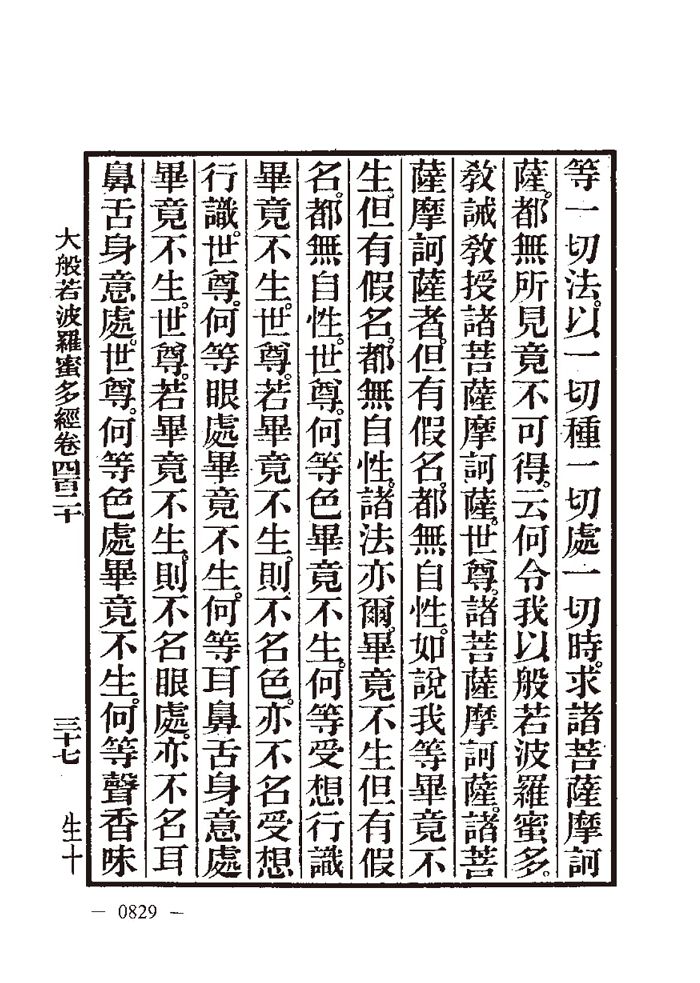 等一切法。以一切種一切處一切時。求諸菩薩摩訶
薩。都無所見竟不可得。云何令我以般若波羅蜜多。
教誡教授諸菩薩摩訶薩。世尊。諸菩薩摩訶薩。諸菩
薩摩訶薩者。但有假名。都無自性。如說我等畢竟不
生。但有假名。都無自性。諸法亦爾。畢竟不生但有假
名。都無自性。世尊。何等色畢竟不生。何等受想行識
畢竟不生。世尊。若畢竟不生。則不名色。亦不名受想
行識。世尊。何等眼處畢竟不生。何等耳鼻舌身意處
畢竟不生。世尊。若畢竟不生。則不名眼處。亦不名耳
鼻舌身意處。世尊。何等色處畢竟不生。何等聲香味
大般若波羅蜜多經卷四百二十 三十七 生十
— 0829 —